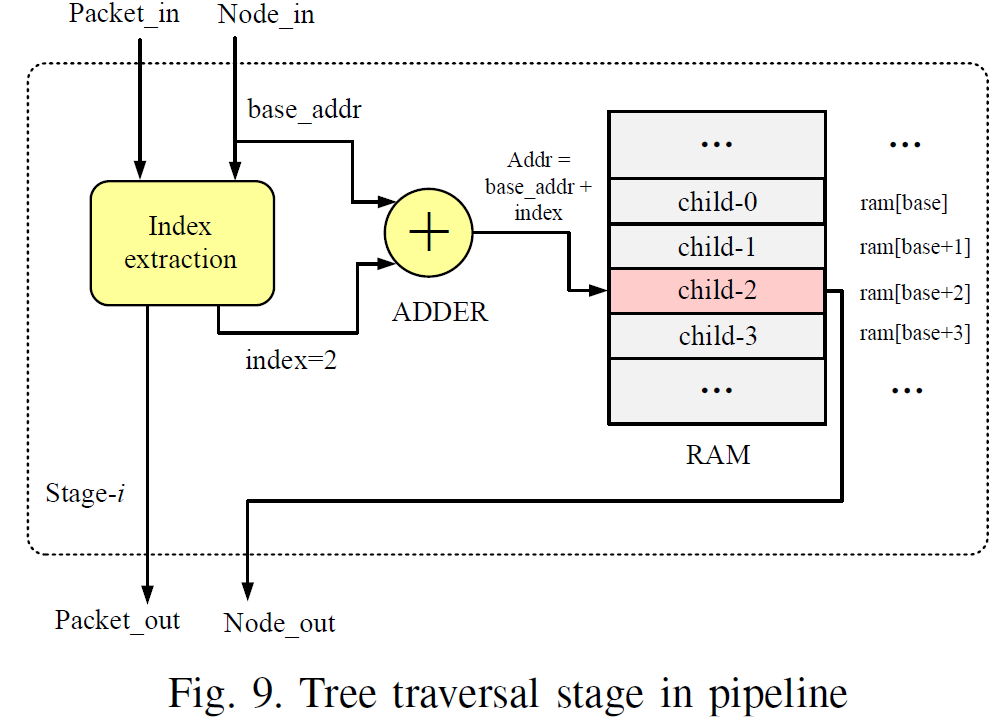 Packet_in
Node_in
base_addr
Addr =
base_addr +
index
Index
extraction
+
ADDER
index=2
...
child-0
child-1
child-2
child-3
...
RAM
...
ram[base]
ram[base+1]
ram[base+2]
ram[base+3]
...
Stage-i
Packet_out
Node_out
Fig. 9. Tree traversal stage in pipeline